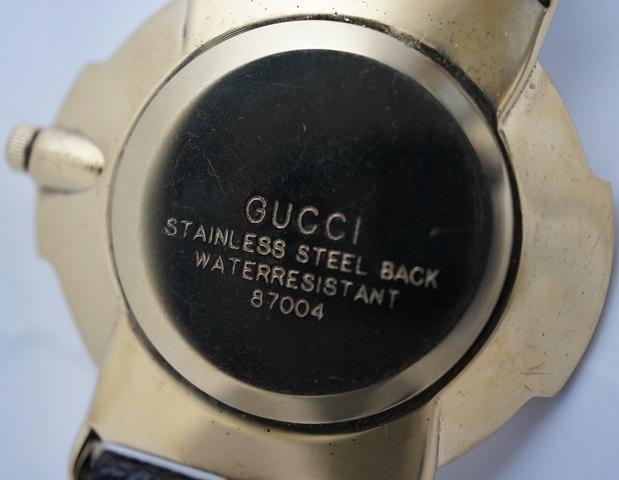 GUCCI
STAINLESS STEEL BACK
WATERRESISTANT
87004